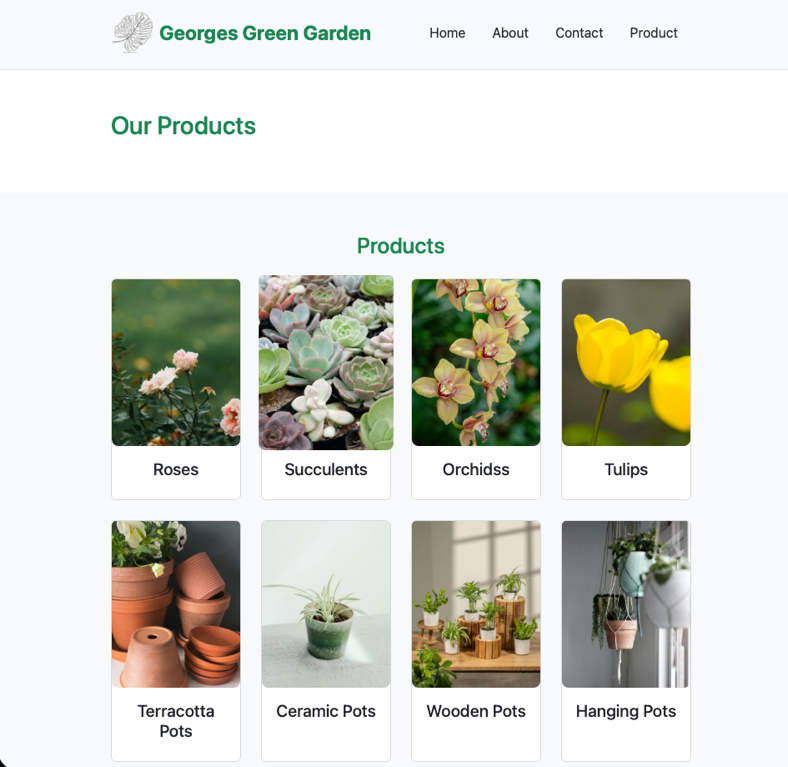 Georges Green Garden
Home About Contact Product
Our Products
Products
Roses
Succulents
Orchidss
Tulips
Terracotta
Pots
Ceramic Pots
Wooden Pots
Hanging Pots